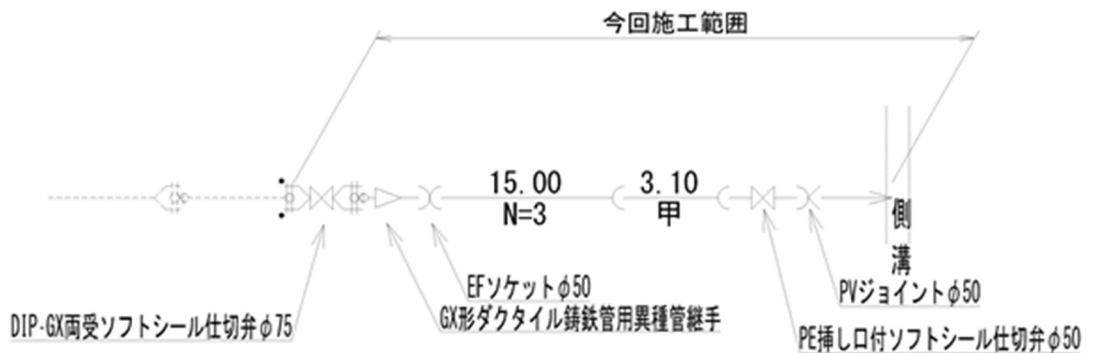 今回施工範囲
15.00
N=3
3.10
甲
側溝
EFソケットφ50
GX形ダクタイル鋳鉄管用異種管継手
DIP-GX両受ソフトシール仕切弁φ75
PVジョイントφ50
PE挿し口付ソフトシール仕切弁φ50